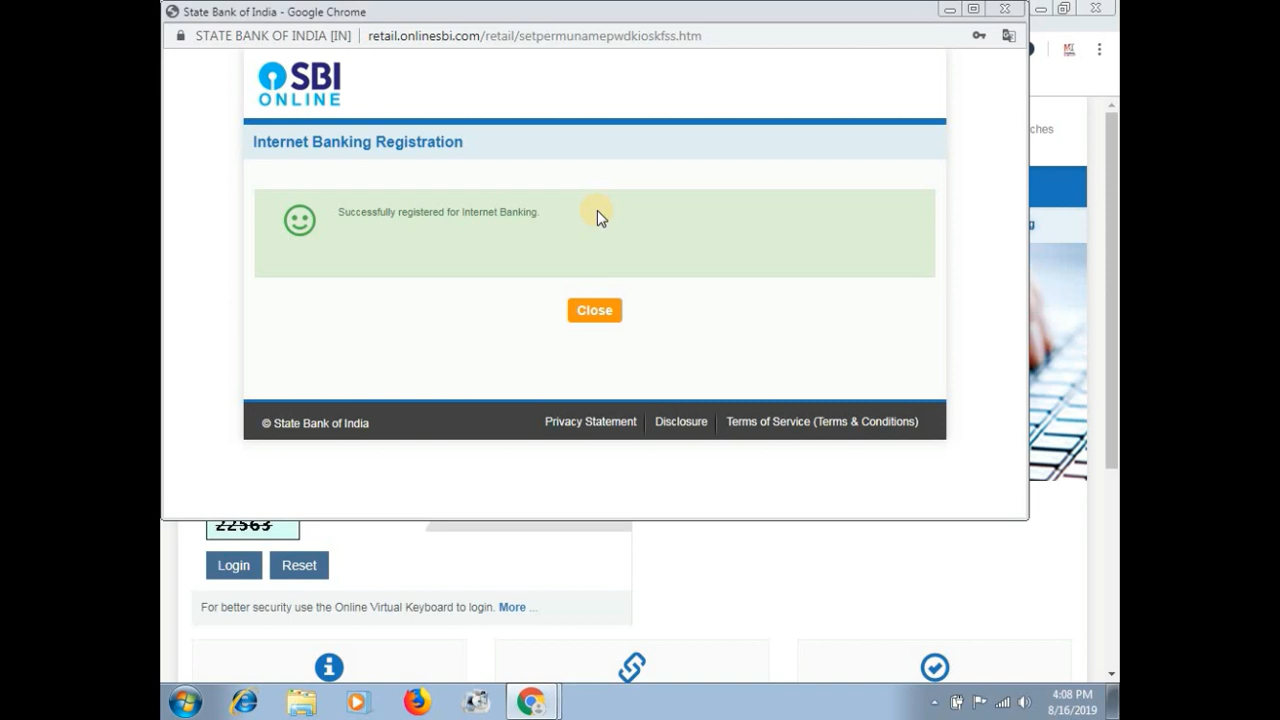 State Bank of India - Google Chrome
STATE BANK OF INDIA [IN] | retail.onlinesbi.com/retail/setpermunamepwdkioskfss.htm
SBI
ONLINE
Internet Banking Registration
Successfully registered for Internet Banking.
Close
© State Bank of India
Privacy Statement
Disclosure
Terms of Service (Terms & Conditions)
ches
22563
Login
Reset
For better security use the Online Virtual Keyboard to login. More ...
4:08 PM
8/16/2019